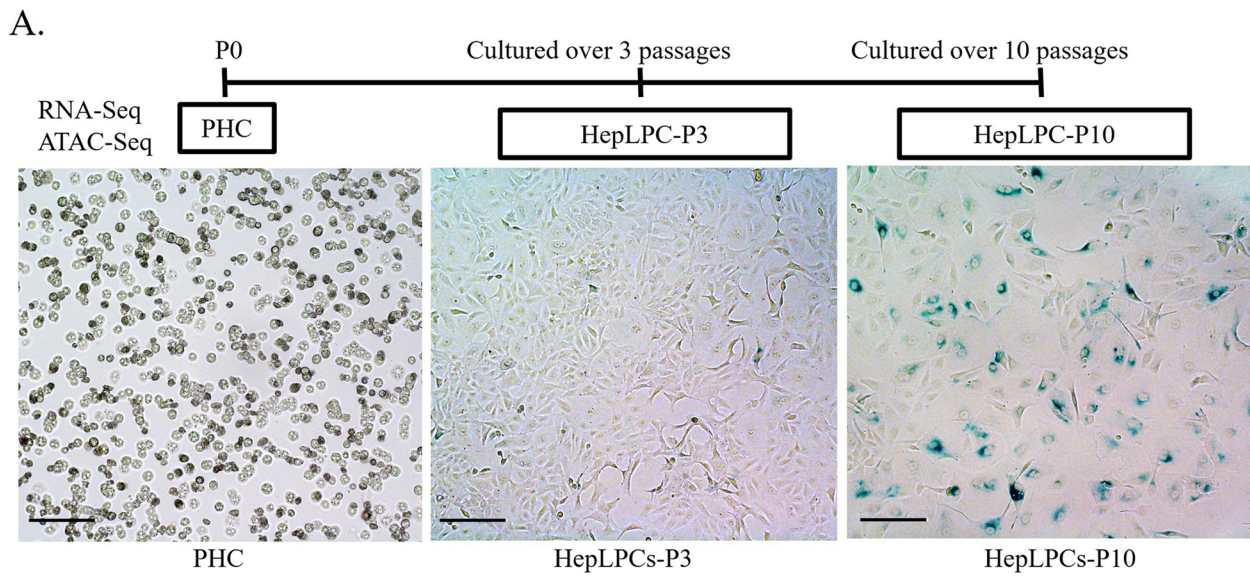 A.
P0
Cultured over 3 passages
Cultured over 10 passages
RNA-Seq
ATAC-Seq
PHC
HepLPC-P3
HepLPC-P10
PHC
HepLPCs-P3
HepLPCs-P10